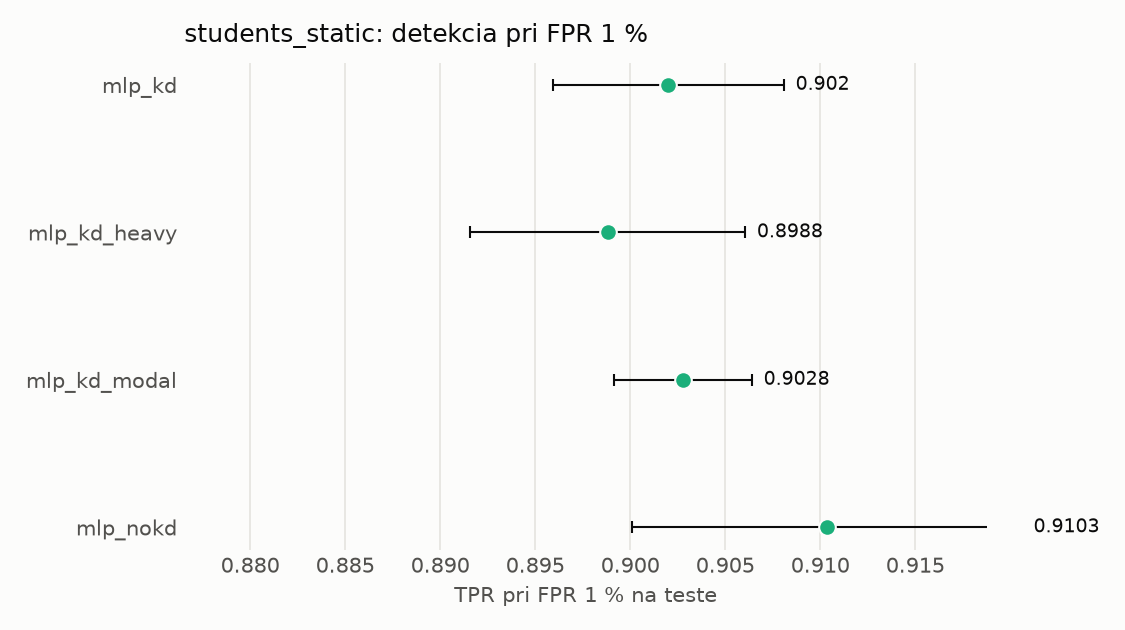 students_static: detekcia pri FPR 1 %
mlp_kd
0.902
mlp_kd_heavy
0.8988
mlp_kd_modal
0.9028
mlp_nokd
0.9103
0.880 0.885 0.890 0.895 0.900 0.905 0.910 0.915
TPR pri FPR 1 % na teste